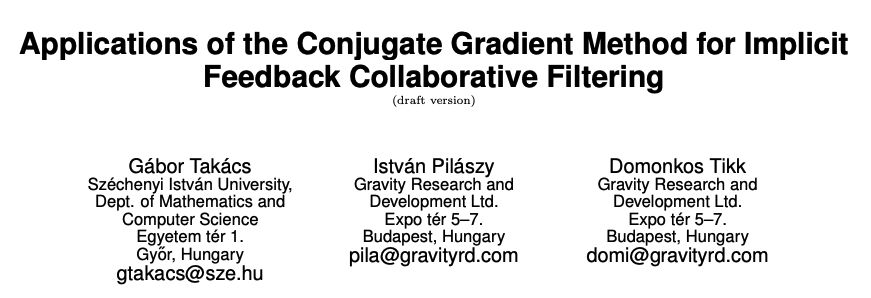 Applications of the Conjugate Gradient Method for Implicit
Feedback Collaborative Filtering
(draft version)
Gábor Takács
Széchenyi István University,
Dept. of Mathematics and
Computer Science
Egyetem tér 1.
Győr, Hungary
gtakacs@sze.hu
István Pilászy
Gravity Research and
Development Ltd.
Expo tér 5–7.
Budapest, Hungary
pila@gravityrd.com
Domonkos Tikk
Gravity Research and
Development Ltd.
Expo tér 5–7.
Budapest, Hungary
domi@gravityrd.com